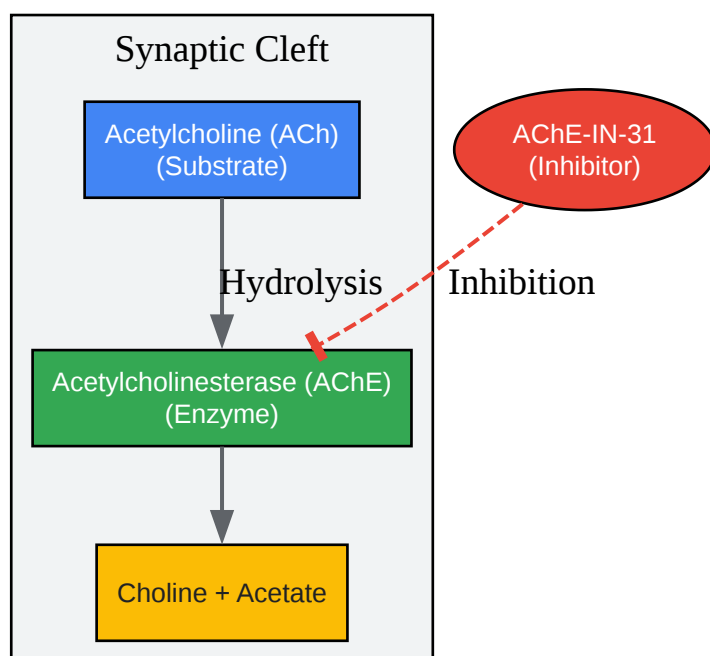 Synaptic Cleft
Acetylcholine (ACh)
(Substrate)
AChE-IN-31
(Inhibitor)
Hydrolysis
Inhibition
Acetylcholinesterase (AChE)
(Enzyme)
Choline + Acetate